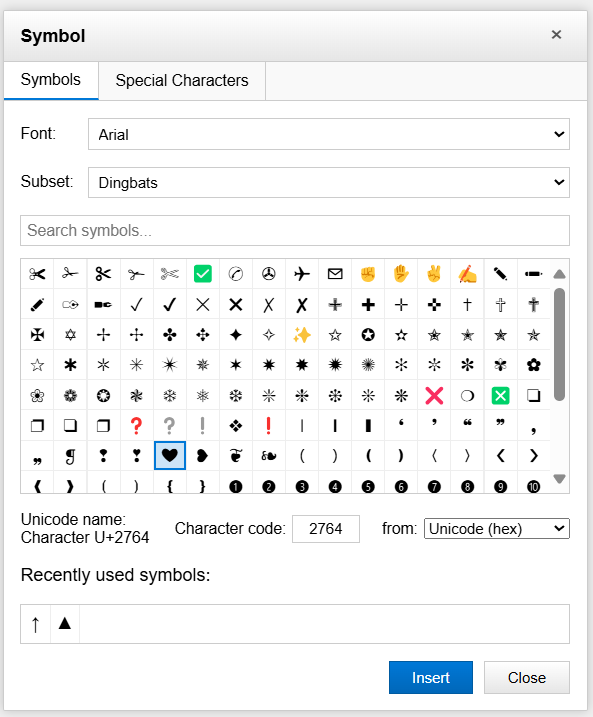 Symbol ×
Symbols Special Characters
Font: Arial
Subset: Dingbats
Search symbols...
✀ ✁ ✂ ✃ ✄ ✅ ✆ ✇ ✈ ✉ ✊ ✋ ✌ ✍ ✎ ✏
✐ ✑ ✒ ✓ ✔ ✕ ✖ ✗ ✘ ✙ ✚ ✛ ✜ ✝ ✞ ✟
✠ ✡ ✢ ✣ ✤ ✥ ✦ ✧ ✨ ✩ ✪ ✫ ✬ ✭ ✮ ✯
✰ ✱ ✲ ✳ ✴ ✵ ✶ ✷ ✸ ✹ ✺ ✻ ✼ ✽ ✾ ✿
❀ ❁ ❂ ❃ ❄ ❅ ❆ ❇ ❈ ❉ ❊ ❋ ❌ ❍ ❎ ❏
❐ ❑ ❒ ❓ ❔ ❕ ❖ ❗ ❘ ❙ ❚ ❛ ❜ ❝ ❞ ❟
❠ ❡ ❢ ❣ ❤ ❥ ❦ ❧ ❨ ❩ ❪ ❫ ❬ ❭ ❮ ❯
❰ ❱ ❲ ❳ ❴ ❵ ❶ ❷ ❸ ❹ ❺ ❻ ❼ ❽ ❾ ❿
Unicode name:
Character U+2764
Character code: 2764 from: Unicode (hex)
Recently used symbols:
↑ ▲
Insert Close